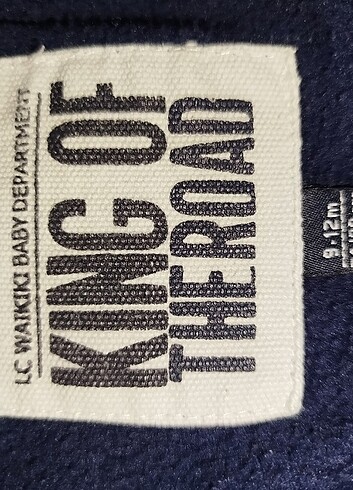 LC WAIKIKI BABY DEPARTMENT
KING OF
THE ROAD
9-12m